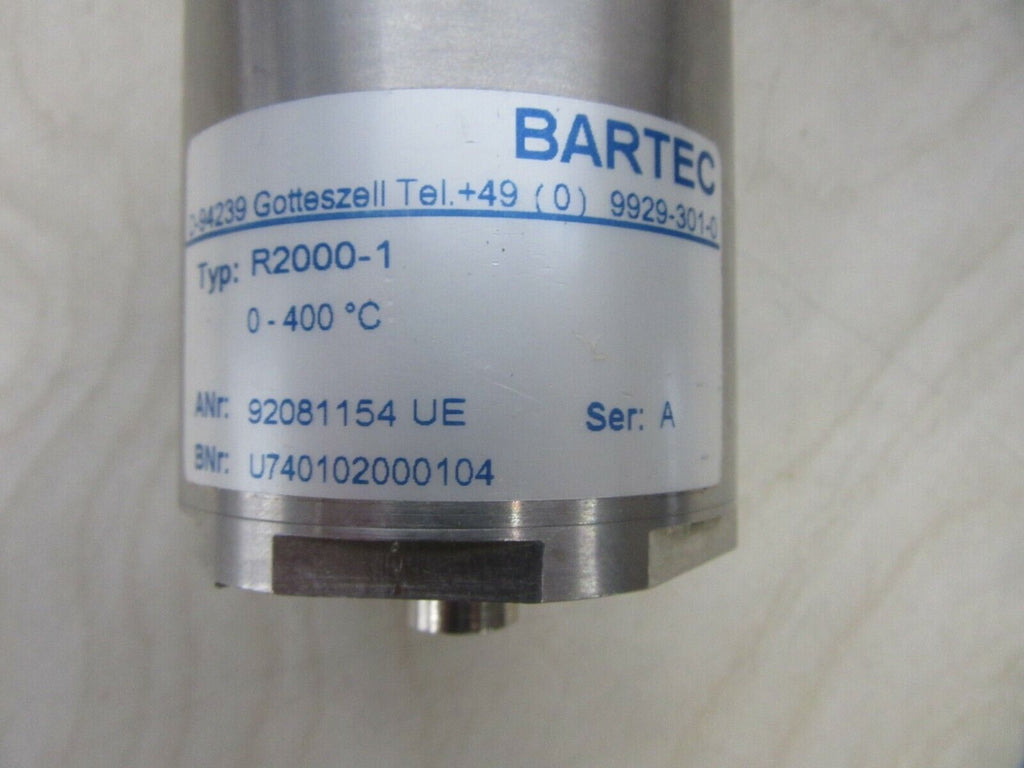 BARTEC
D-94239 Gotteszell Tel.+49 (0) 9929-301-0
Typ: R2000-1
0 - 400 °C
ANr: 92081154 UE Ser: A
BNr: U740102000104